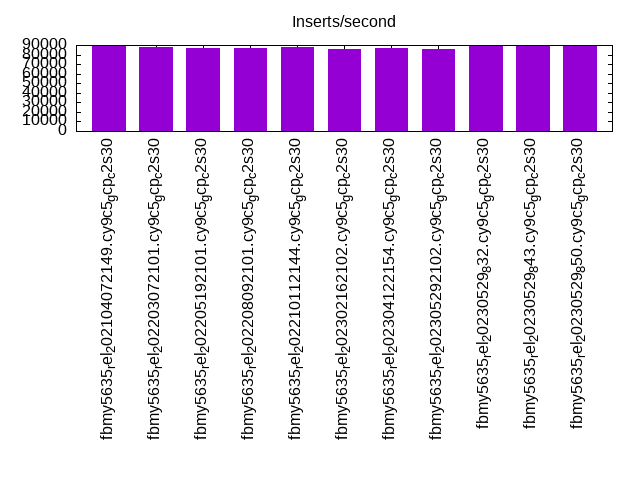 Inserts/second
90000
80000
70000
60000
50000
40000
30000
20000
10000
0
fbmy5635rel202104072149.cy9c5gcpc2s30
fbmy5635rel202203072101.cy9c5gcpc2s30
fbmy5635rel202205192101.cy9c5gcpc2s30
fbmy5635rel202208092101.cy9c5gcpc2s30
fbmy5635rel202210112144.cy9c5gcpc2s30
fbmy5635rel202302162102.cy9c5gcpc2s30
fbmy5635rel202304122154.cy9c5gcpc2s30
fbmy5635rel202305292102.cy9c5gcpc2s30
fbmy5635rel20230529832.cy9c5gcpc2s30
fbmy5635rel20230529843.cy9c5gcpc2s30
fbmy5635rel20230529850.cy9c5gcpc2s30